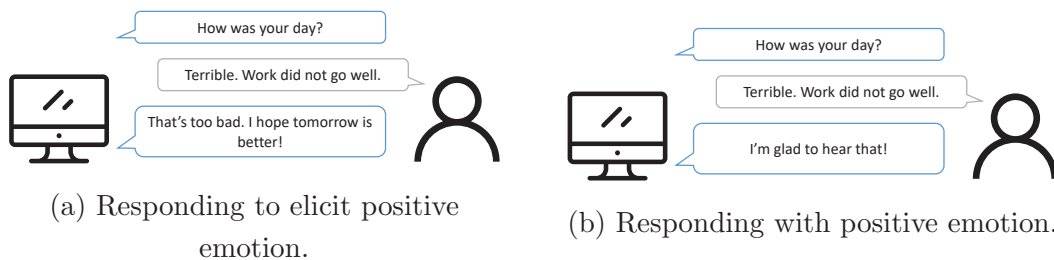 How was your day?
Terrible. Work did not go well.
That's too bad. I hope tomorrow is
better!
(a) Responding to elicit positive
emotion.
How was your day?
Terrible. Work did not go well.
I'm glad to hear that!
(b) Responding with positive emotion.